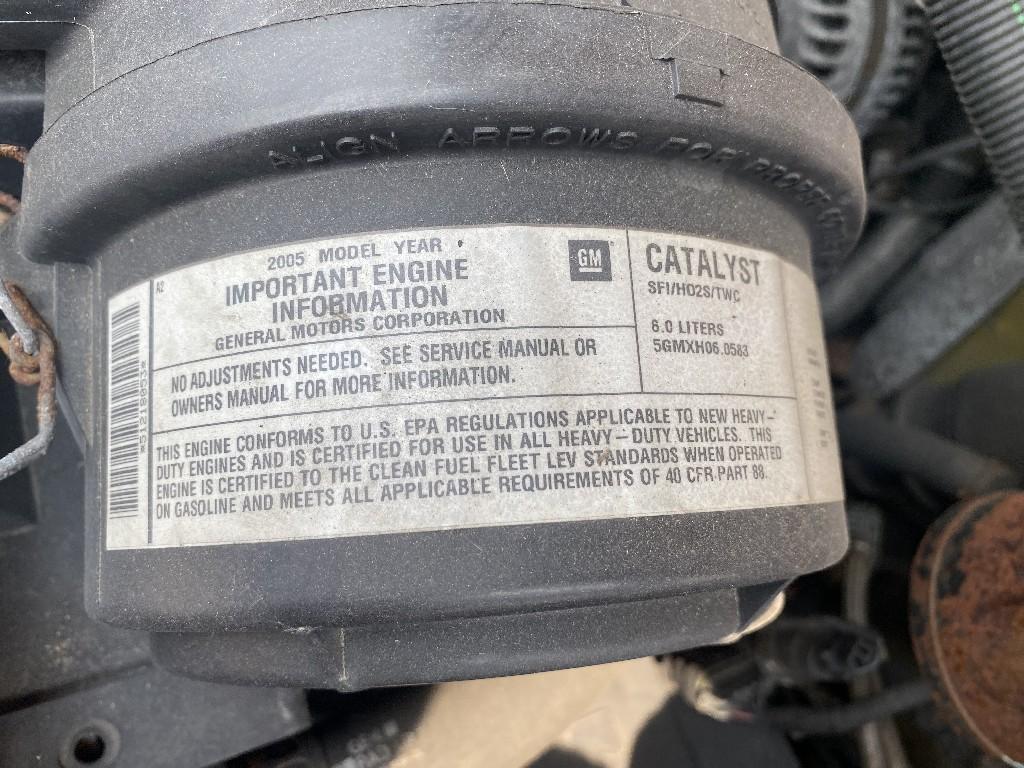 ALIGN ARROWS FOR PROPER
A2
2005 MODEL YEAR
IMPORTANT ENGINE
INFORMATION
GENERAL MOTORS CORPORATION
GM
CATALYST
SFI/HO2S/TWC
6.0 LITERS
5GMXH06.0583
NO ADJUSTMENTS NEEDED. SEE SERVICE MANUAL OR
OWNERS MANUAL FOR MORE INFORMATION.
THIS ENGINE CONFORMS TO U.S. EPA REGULATIONS APPLICABLE TO NEW HEAVY-
DUTY ENGINES AND IS CERTIFIED FOR USE IN ALL HEAVY-DUTY VEHICLES. THIS
ENGINE IS CERTIFIED TO THE CLEAN FUEL FLEET LEV STANDARDS WHEN OPERATED
ON GASOLINE AND MEETS ALL APPLICABLE REQUIREMENTS OF 40 CFR PART 88.
*51218053*